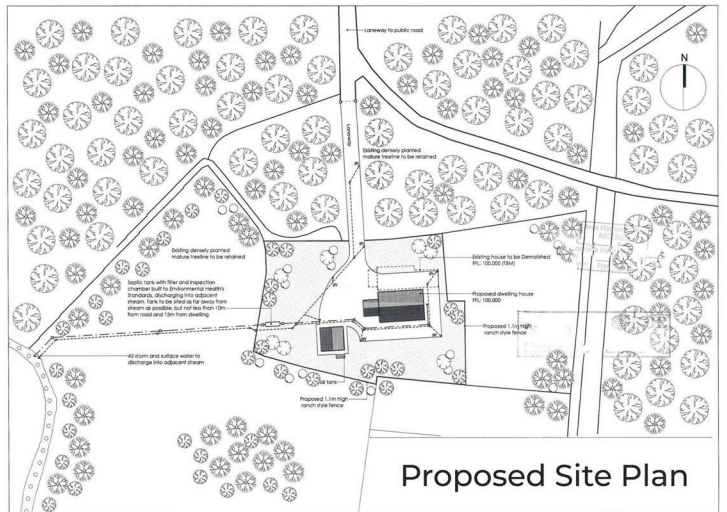 Laneway to public road
N
Laneway
Existing densely planted
mature treeline to be retained
Existing densely planted
mature treeline to be retained
Existing house to be Demolished
FFL: 100.000 (TBM)
Septic tank with filter and inspection
chamber built to Environmental Health's
Standards, discharging into adjacent
stream. Tank to be sited as far away from
stream as possible, but not less than 10m
from road and 15m from dwelling
Proposed dwelling house
FFL: 100.000
Proposed 1.1m high
ranch style fence
All storm and surface water to
discharge into adjacent stream
tank
Proposed 1.1m high
ranch style fence
Proposed Site Plan